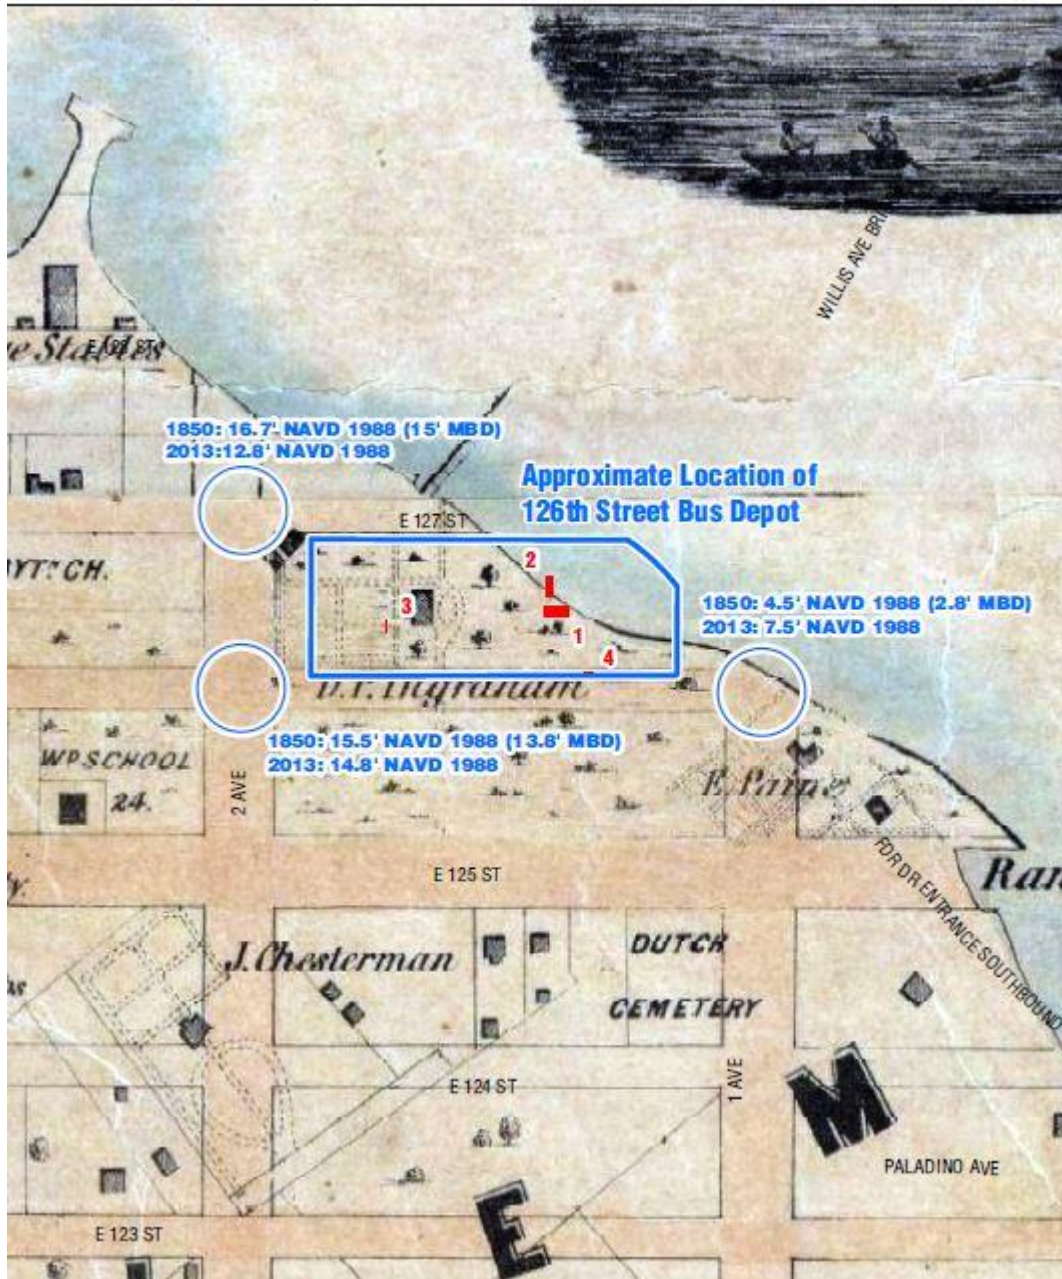 WILLIS AVE BRI
e Stables
1850: 16.7' NAVD 1988 (15' MBD)
2013:12.8' NAVD 1988
Approximate Location of
126th Street Bus Depot
E 127 ST
2
3
1
4
1850: 4.5' NAVD 1988 (2.8' MBD)
2013: 7.5' NAVD 1988
CH.
D.P. Ingraham
1850: 15.5' NAVD 1988 (13.8' MBD)
2013: 14.8' NAVD 1988
WD SCHOOL
24.
2 AVE
E. Paine
E 125 ST
FDR DR ENTRANCE SOUTHBOUND
Ran
J. Chesterman
DUTCH
CEMETERY
E 124 ST
1 AVE
M
PALADINO AVE
E
E 123 ST